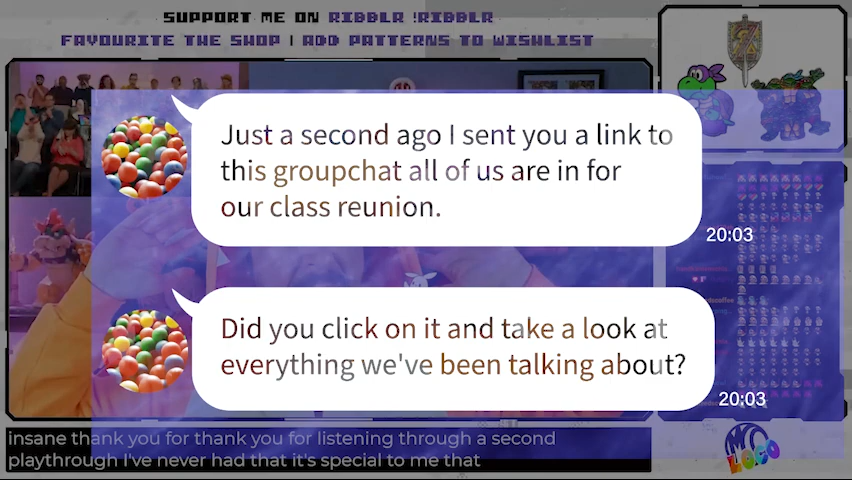 SUPPORT ME ON RIBBLR !RIBBLR
FAVOURITE THE SHOP | ADD PATTERNS TO WISHLIST
Just a second ago I sent you a link to
this groupchat all of us are in for
our class reunion.
20:03
Did you click on it and take a look at
everything we've been talking about?
20:03
insane thank you for thank you for listening through a second
playthrough I've never had that it's special to me that
LOCO